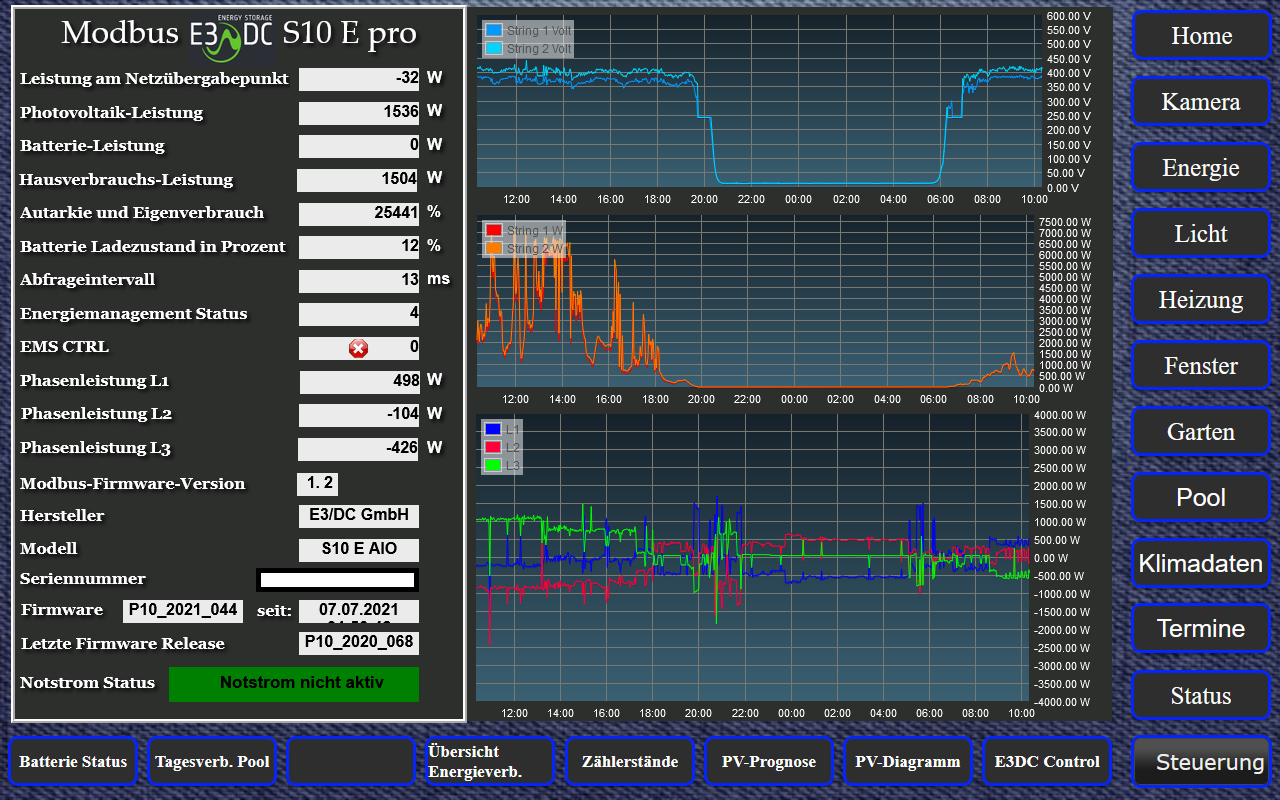 Modbus E3/DC ENERGY STORAGE S10 E pro
Leistung am Netzübergabepunkt -32 W
Photovoltaik-Leistung 1536 W
Batterie-Leistung 0 W
Hausverbrauchs-Leistung 1504 W
Autarkie und Eigenverbrauch 25441 %
Batterie Ladezustand in Prozent 12 %
Abfrageintervall 13 ms
Energiemanagement Status 4
EMS CTRL 0
Phasenleistung L1 498 W
Phasenleistung L2 -104 W
Phasenleistung L3 -426 W
Modbus-Firmware-Version 1. 2
Hersteller E3/DC GmbH
Modell S10 E AIO
Seriennummer
Firmware P10_2021_044 seit: 07.07.2021
Letzte Firmware Release P10_2020_068
Notstrom Status Notstrom nicht aktiv
String 1 Volt
String 2 Volt
600.00 V
550.00 V
500.00 V
450.00 V
400.00 V
350.00 V
300.00 V
250.00 V
200.00 V
150.00 V
100.00 V
50.00 V
0.00 V
12:00 14:00 16:00 18:00 20:00 22:00 00:00 02:00 04:00 06:00 08:00 10:00
String 1 W
String 2 W
7500.00 W
7000.00 W
6500.00 W
6000.00 W
5500.00 W
5000.00 W
4500.00 W
4000.00 W
3500.00 W
3000.00 W
2500.00 W
2000.00 W
1500.00 W
1000.00 W
500.00 W
0.00 W
12:00 14:00 16:00 18:00 20:00 22:00 00:00 02:00 04:00 06:00 08:00 10:00
L1
L2
L3
4000.00 W
3500.00 W
3000.00 W
2500.00 W
2000.00 W
1500.00 W
1000.00 W
500.00 W
0.00 W
-500.00 W
-1000.00 W
-1500.00 W
-2000.00 W
-2500.00 W
-3000.00 W
-3500.00 W
-4000.00 W
12:00 14:00 16:00 18:00 20:00 22:00 00:00 02:00 04:00 06:00 08:00 10:00
Home
Kamera
Energie
Licht
Heizung
Fenster
Garten
Pool
Klimadaten
Termine
Status
Steuerung
Batterie Status
Tagesverb. Pool
Übersicht
Energieverb.
Zählerstände
PV-Prognose
PV-Diagramm
E3DC Control